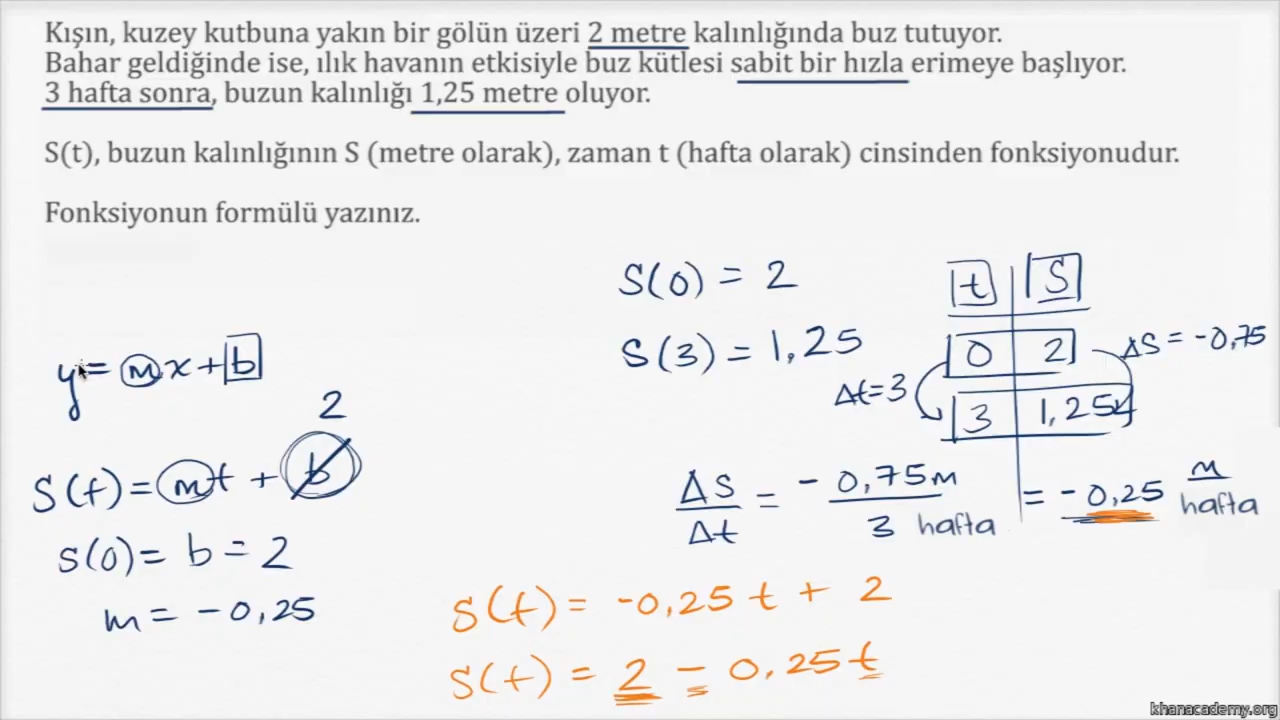 Kışın, kuzey kutbuna yakın bir gölün üzeri 2 metre kalınlığında buz tutuyor.
Bahar geldiğinde ise, ılık havanın etkisiyle buz kütlesi sabit bir hızla erimeye başlıyor.
3 hafta sonra, buzun kalınlığı 1,25 metre oluyor.
S(t), buzun kalınlığının S (metre olarak), zaman t (hafta olarak) cinsinden fonksiyonudur.
Fonksiyonun formülü yazınız.
S(0) = 2
t S
S(3) = 1,25
0 2
ΔS = -0,75
Δt=3
3 1,25
y = mx + b
2
S(t) = mt + b
ΔS/Δt = -0,75m / 3 hafta = -0,25 m/hafta
S(0) = b = 2
m = -0,25
S(t) = -0,25 t + 2
S(t) = 2 - 0,25t
khanacademy.org